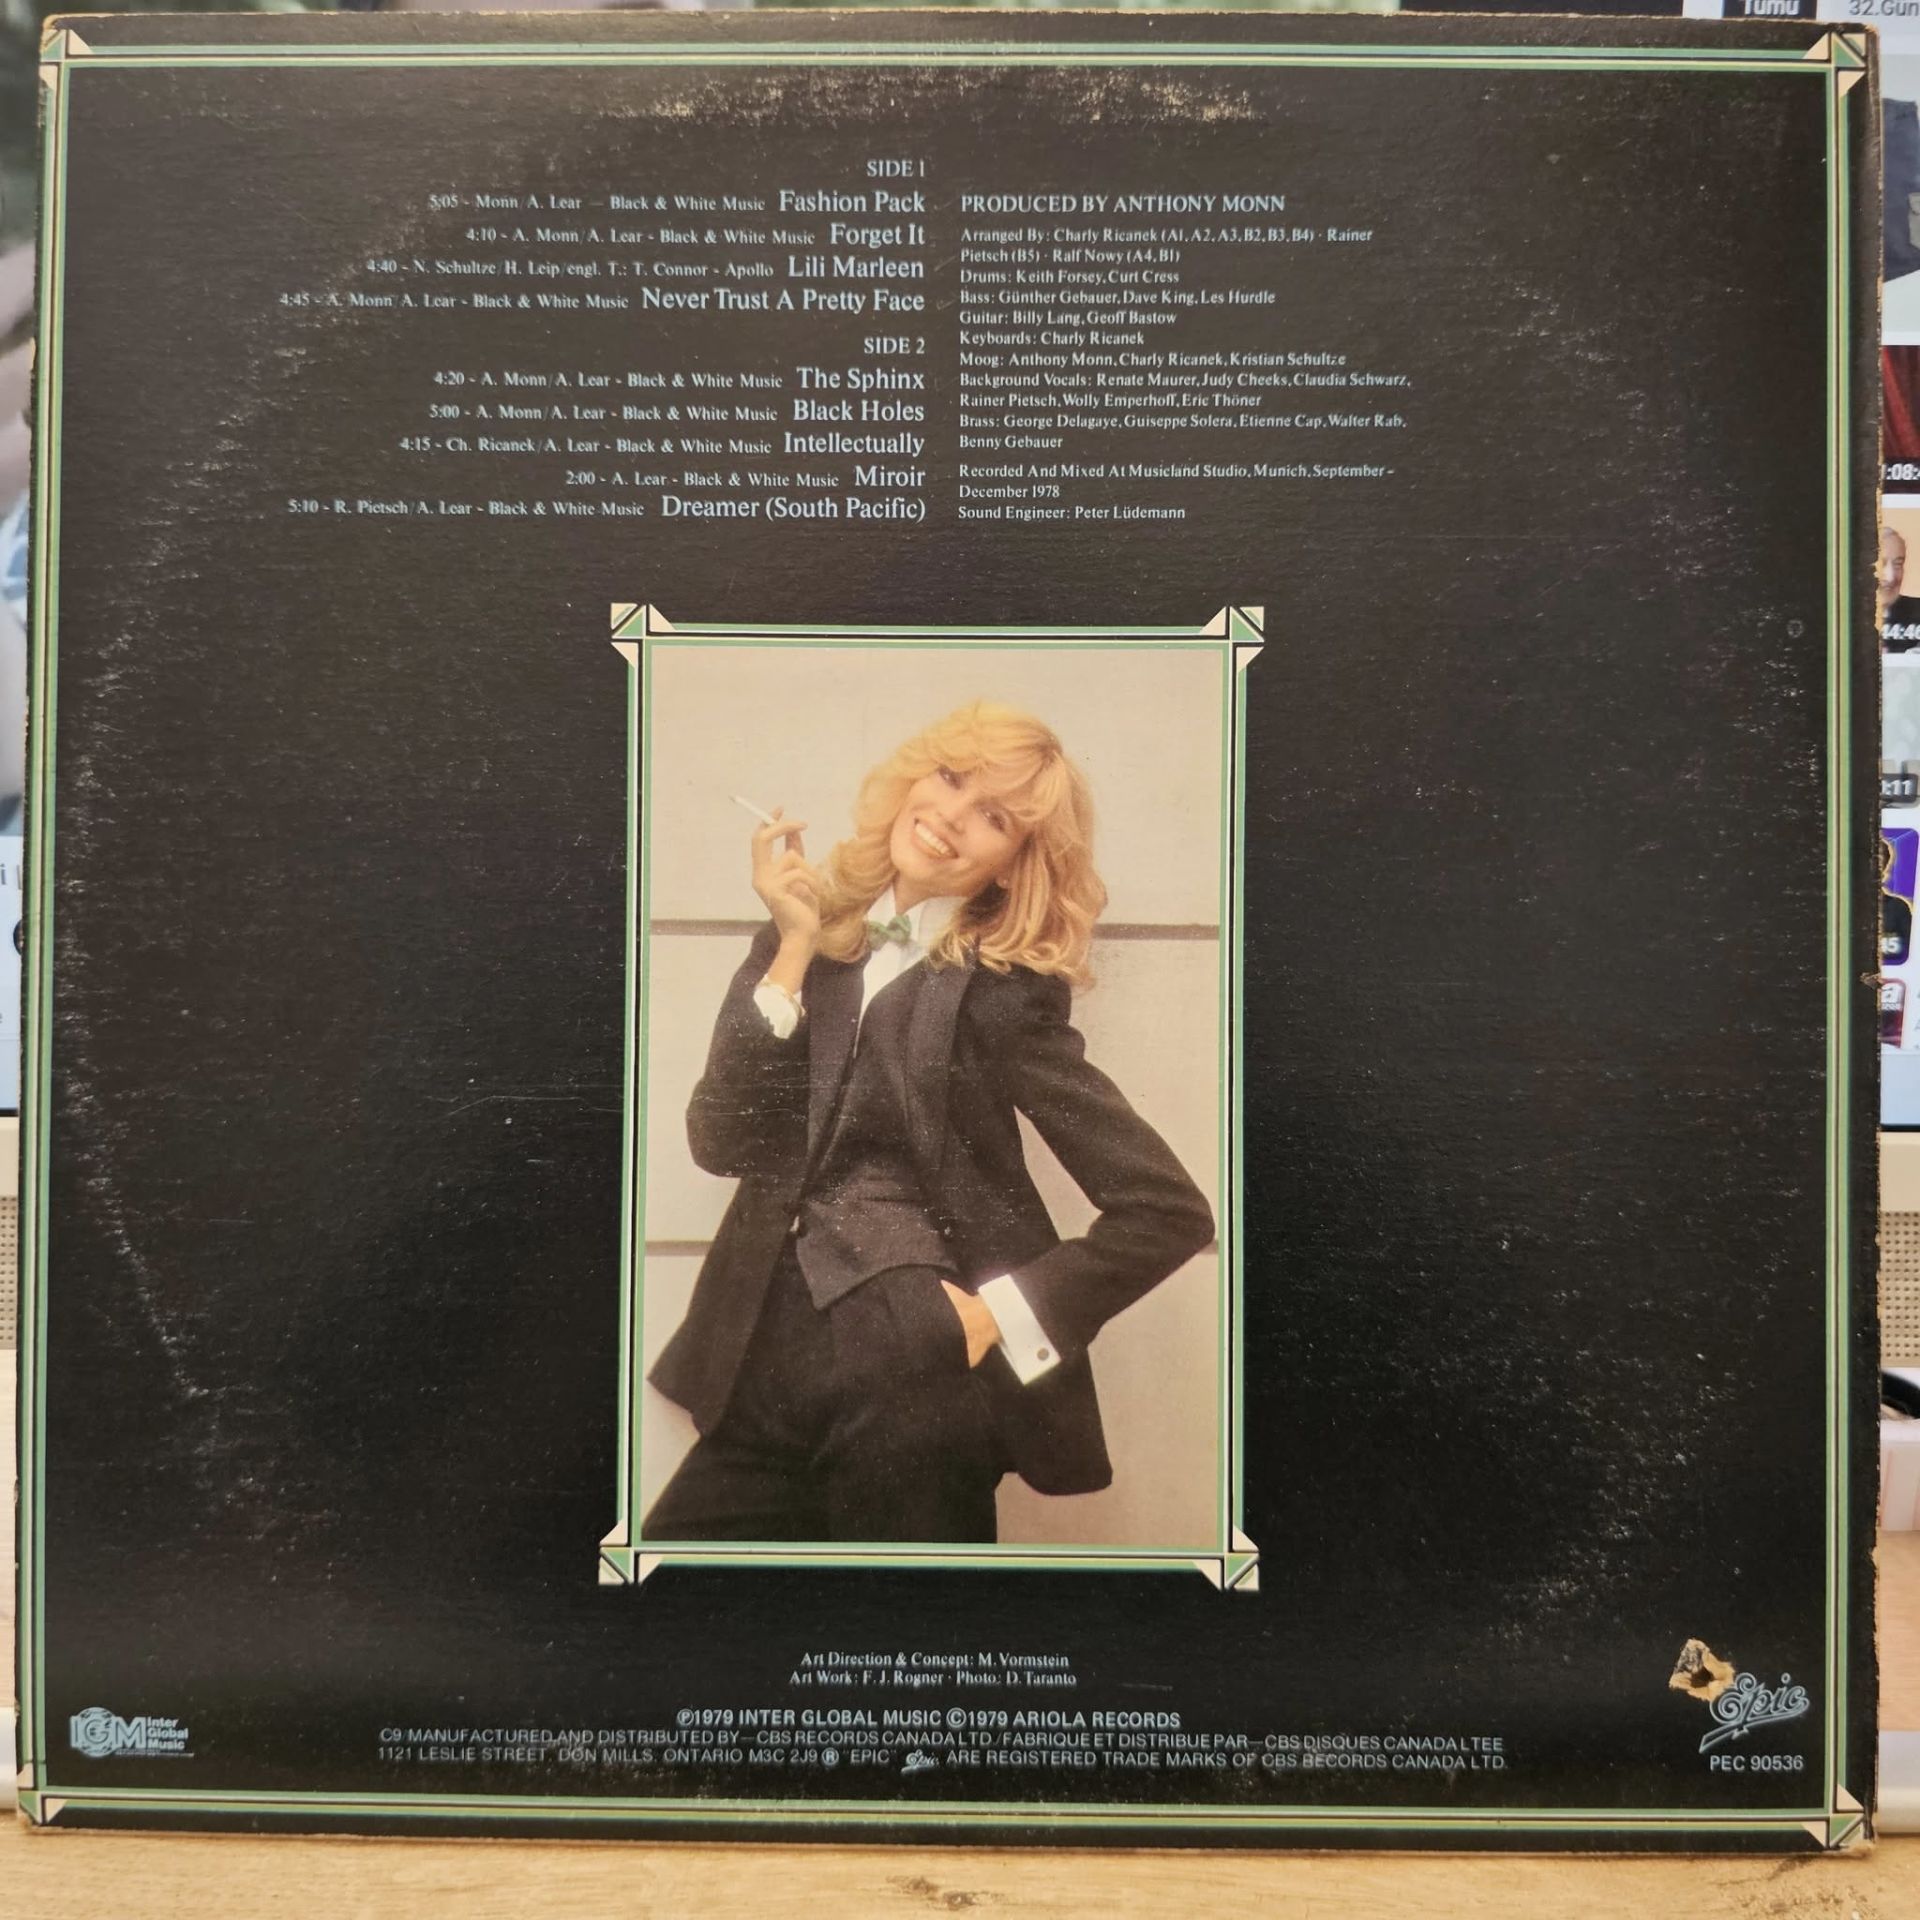 Tümü
32.Gün
SIDE 1
5:05 - Monn/A. Lear — Black & White Music Fashion Pack
4:10 - A. Monn/A. Lear - Black & White Music Forget It
4:40 - N. Schultze/H. Leip/engl. T.: T. Connor - Apollo Lili Marleen
4:45 - A. Monn/A. Lear - Black & White Music Never Trust A Pretty Face
SIDE 2
4:20 - A. Monn/A. Lear - Black & White Music The Sphinx
5:00 - A. Monn/A. Lear - Black & White Music Black Holes
4:15 - Ch. Ricanek/A. Lear - Black & White Music Intellectually
2:00 - A. Lear - Black & White Music Miroir
5:10 - R. Pietsch/A. Lear - Black & White Music Dreamer (South Pacific)
PRODUCED BY ANTHONY MONN
Arranged By: Charly Ricanek (A1, A2, A3, B2, B3, B4) · Rainer
Pietsch (B5) · Ralf Nowy (A4, B1)
Drums: Keith Forsey, Curt Cress
Bass: Günther Gebauer, Dave King, Les Hurdle
Guitar: Billy Lang, Geoff Bastow
Keyboards: Charly Ricanek
Moog: Anthony Monn, Charly Ricanek, Kristian Schultze
Background Vocals: Renate Maurer, Judy Cheeks, Claudia Schwarz,
Rainer Pietsch, Wolly Emperhoff, Eric Thöner
Brass: George Delagaye, Guiseppe Solera, Etienne Cap, Walter Rab,
Benny Gebauer
Recorded And Mixed At Musicland Studio, Munich, September -
December 1978
Sound Engineer: Peter Lüdemann
Art Direction & Concept: M. Vormstein
Art Work: F. J. Rogner · Photo: D. Taranto
℗1979 INTER GLOBAL MUSIC ©1979 ARIOLA RECORDS
C9/MANUFACTURED AND DISTRIBUTED BY—CBS RECORDS CANADA LTD./FABRIQUE ET DISTRIBUE PAR—CBS DISQUES CANADA LTEE
1121 LESLIE STREET, DON MILLS, ONTARIO M3C 2J9 ® "EPIC" Epic ARE REGISTERED TRADE MARKS OF CBS RECORDS CANADA LTD.
IGM Inter
Global
Music
Epic
PEC 90536